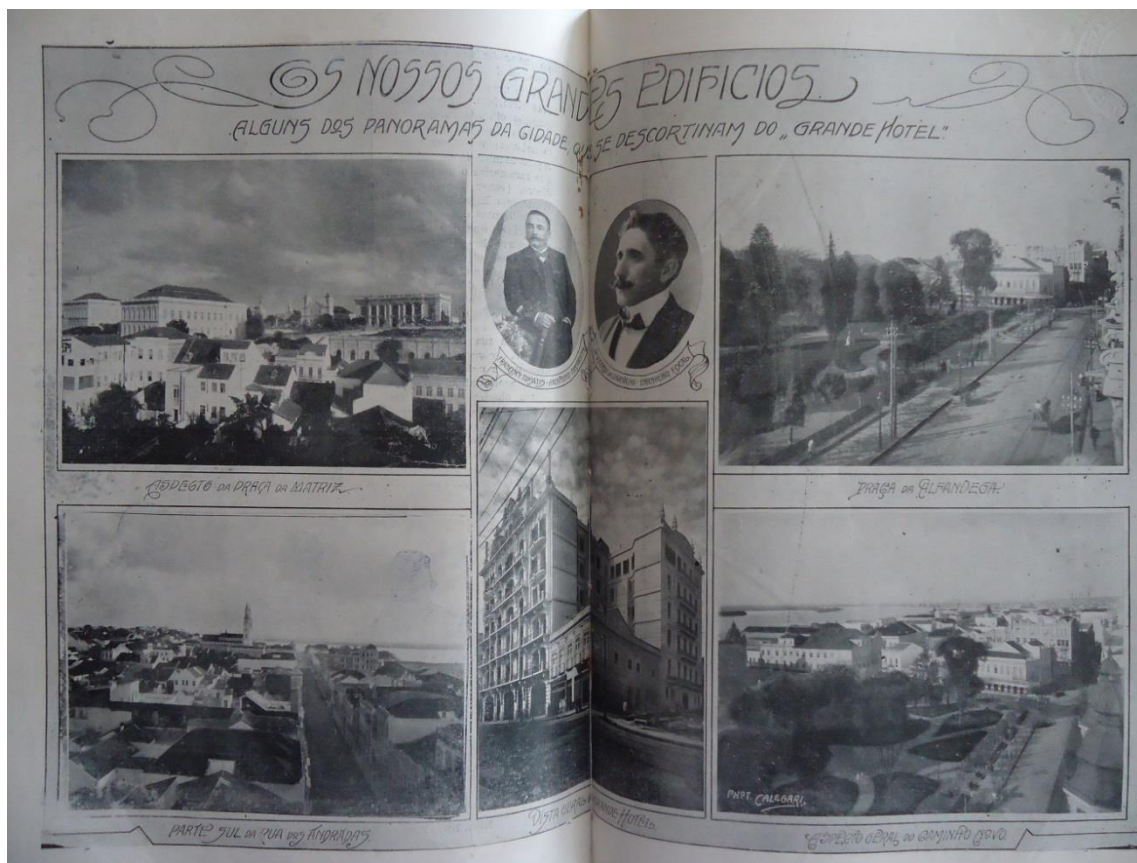 OS NOSSOS GRANDES EDIFICIOS
ALGUNS DOS PANORAMAS DA CIDADE, QUE SE DESCORTINAM DO „GRANDE HOTEL"
ASPECTO DA PRAÇA DA MATRIZ
PRAÇA DA ALFANDEGA
PARTE SUL DA RUA DOS ANDRADAS
VISTA GERAL DO GRANDE HOTEL
PHOT. CALEGARI.
ASPECTO GERAL DO CAMINHO NOVO